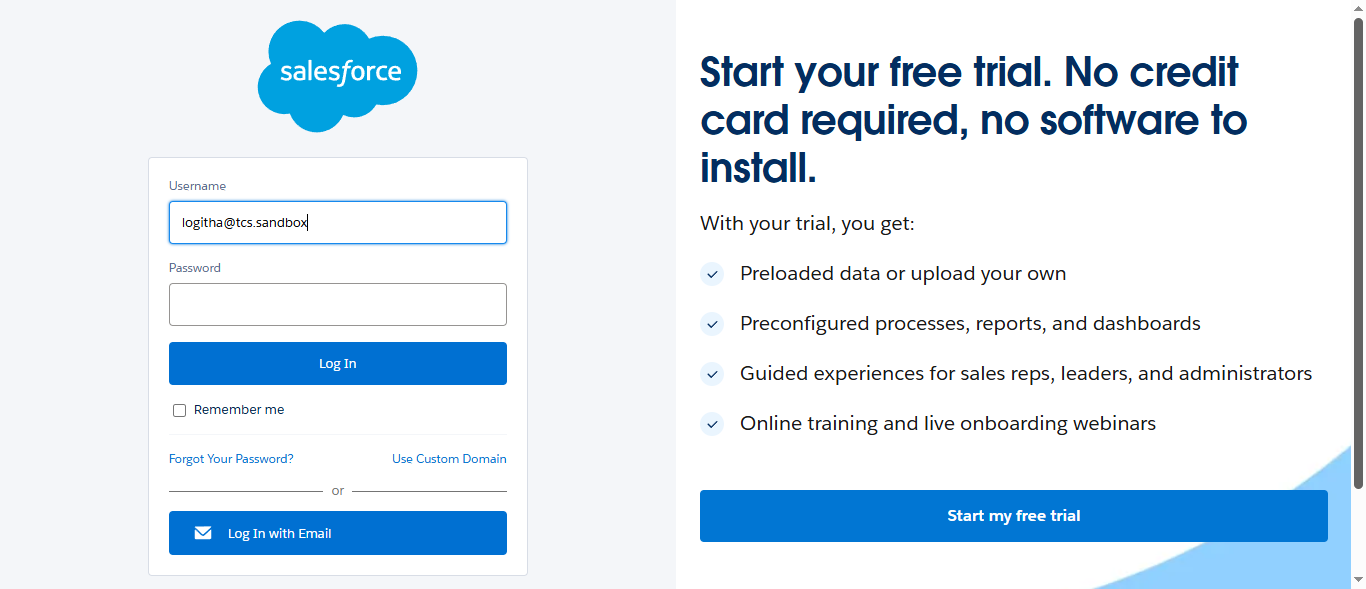 salesforce
Username
logitha@tcs.sandbox
Password
Log In
Remember me
Forgot Your Password? Use Custom Domain
or
Log In with Email
Start your free trial. No credit
card required, no software to
install.
With your trial, you get:
Preloaded data or upload your own
Preconfigured processes, reports, and dashboards
Guided experiences for sales reps, leaders, and administrators
Online training and live onboarding webinars
Start my free trial